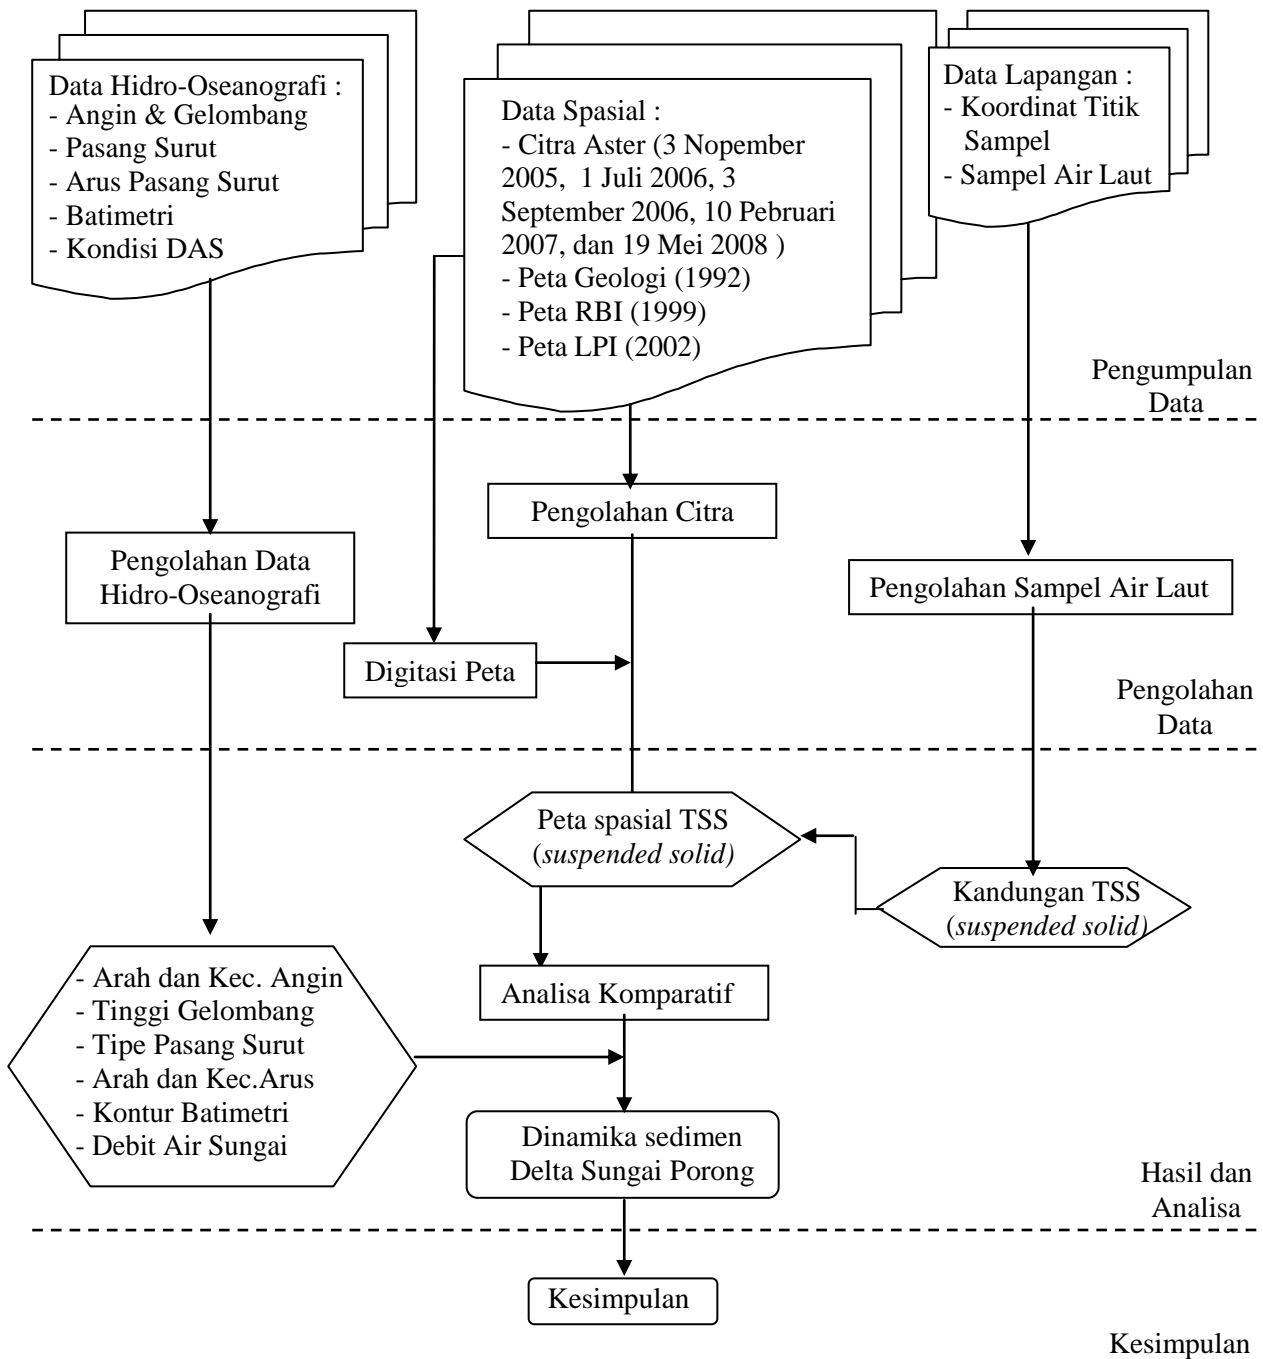 Data Hidro-Oseanografi :
- Angin & Gelombang
- Pasang Surut
- Arus Pasang Surut
- Batimetri
- Kondisi DAS
Data Spasial :
- Citra Aster (3 Nopember
2005, 1 Juli 2006, 3
September 2006, 10 Pebruari
2007, dan 19 Mei 2008 )
- Peta Geologi (1992)
- Peta RBI (1999)
- Peta LPI (2002)
Data Lapangan :
- Koordinat Titik
Sampel
- Sampel Air Laut
Pengumpulan
Data
Pengolahan Data
Hidro-Oseanografi
Pengolahan Citra
Digitasi Peta
Pengolahan Sampel Air Laut
Pengolahan
Data
Peta spasial TSS
(suspended solid)
Kandungan TSS
(suspended solid)
- Arah dan Kec. Angin
- Tinggi Gelombang
- Tipe Pasang Surut
- Arah dan Kec.Arus
- Kontur Batimetri
- Debit Air Sungai
Analisa Komparatif
Dinamika sedimen
Delta Sungai Porong
Hasil dan
Analisa
Kesimpulan
Kesimpulan